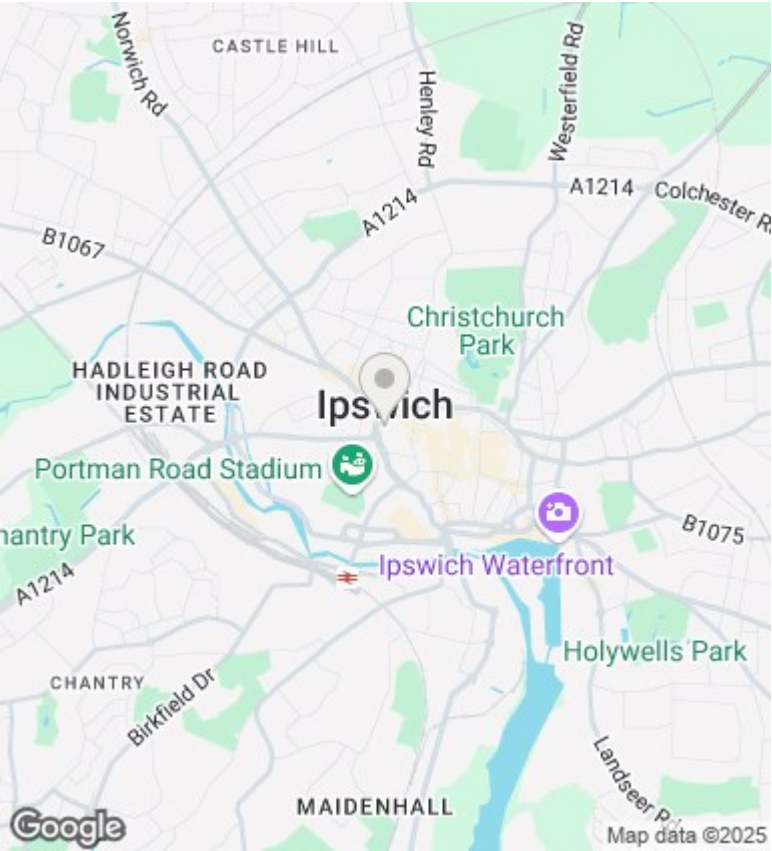 CASTLE HILL
Norwich Rd
Henley Rd
Westerfield Rd
A1214
A1214
Colchester R
B1067
Christchurch
Park
HADLEIGH ROAD
INDUSTRIAL
ESTATE
Ipswich
Portman Road Stadium
hantry Park
B1075
A1214
Ipswich Waterfront
Holywells Park
CHANTRY
Birkfield Dr
Landseer Rd
MAIDENHALL
Google
Map data ©2025